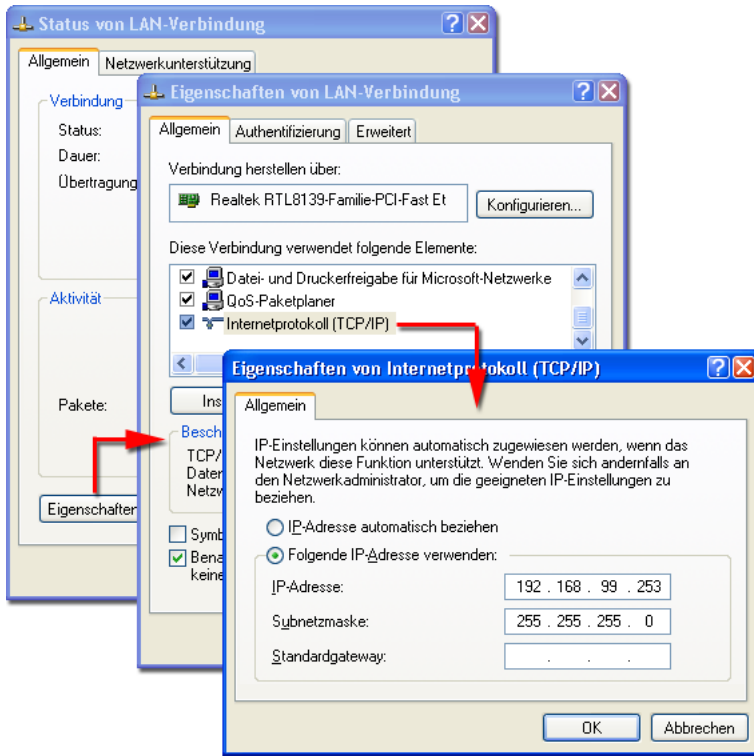 Status von LAN-Verbindung
Allgemein Netzwerkunterstützung
Verbindung
Status:
Dauer:
Übertragung
Aktivität
Pakete:
Eigenschaften
Eigenschaften von LAN-Verbindung
Allgemein Authentifizierung Erweitert
Verbindung herstellen über:
Realtek RTL8139-Familie-PCI-Fast Et
Konfigurieren...
Diese Verbindung verwendet folgende Elemente:
Datei- und Druckerfreigabe für Microsoft-Netzwerke
QoS-Paketplaner
Internetprotokoll (TCP/IP)
Ins
Besch
TCP/
Daten
Netzw
Symb
Bena
keine
Eigenschaften von Internetprotokoll (TCP/IP)
Allgemein
IP-Einstellungen können automatisch zugewiesen werden, wenn das
Netzwerk diese Funktion unterstützt. Wenden Sie sich andernfalls an
den Netzwerkadministrator, um die geeigneten IP-Einstellungen zu
beziehen.
IP-Adresse automatisch beziehen
Folgende IP-Adresse verwenden:
IP-Adresse: 192 . 168 . 99 . 253
Subnetzmaske: 255 . 255 . 255 . 0
Standardgateway: . . .
OK Abbrechen